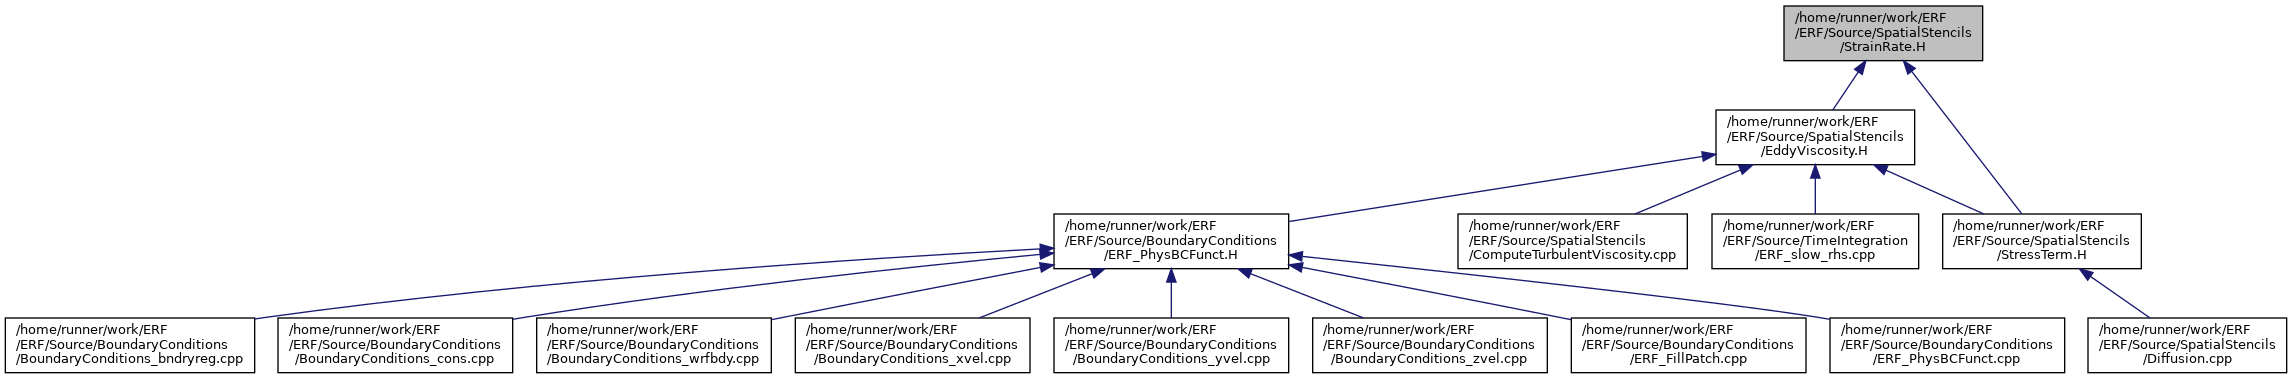 /home/runner/work/ERF
/ERF/Source/SpatialStencils
/StrainRate.H
/home/runner/work/ERF
/ERF/Source/SpatialStencils
/EddyViscosity.H
/home/runner/work/ERF
/ERF/Source/BoundaryConditions
/ERF_PhysBCFunct.H
/home/runner/work/ERF
/ERF/Source/SpatialStencils
/ComputeTurbulentViscosity.cpp
/home/runner/work/ERF
/ERF/Source/TimeIntegration
/ERF_slow_rhs.cpp
/home/runner/work/ERF
/ERF/Source/SpatialStencils
/StressTerm.H
/home/runner/work/ERF
/ERF/Source/BoundaryConditions
/BoundaryConditions_bndryreg.cpp
/home/runner/work/ERF
/ERF/Source/BoundaryConditions
/BoundaryConditions_cons.cpp
/home/runner/work/ERF
/ERF/Source/BoundaryConditions
/BoundaryConditions_wrfbdy.cpp
/home/runner/work/ERF
/ERF/Source/BoundaryConditions
/BoundaryConditions_xvel.cpp
/home/runner/work/ERF
/ERF/Source/BoundaryConditions
/BoundaryConditions_yvel.cpp
/home/runner/work/ERF
/ERF/Source/BoundaryConditions
/BoundaryConditions_zvel.cpp
/home/runner/work/ERF
/ERF/Source/BoundaryConditions
/ERF_FillPatch.cpp
/home/runner/work/ERF
/ERF/Source/BoundaryConditions
/ERF_PhysBCFunct.cpp
/home/runner/work/ERF
/ERF/Source/SpatialStencils
/Diffusion.cpp